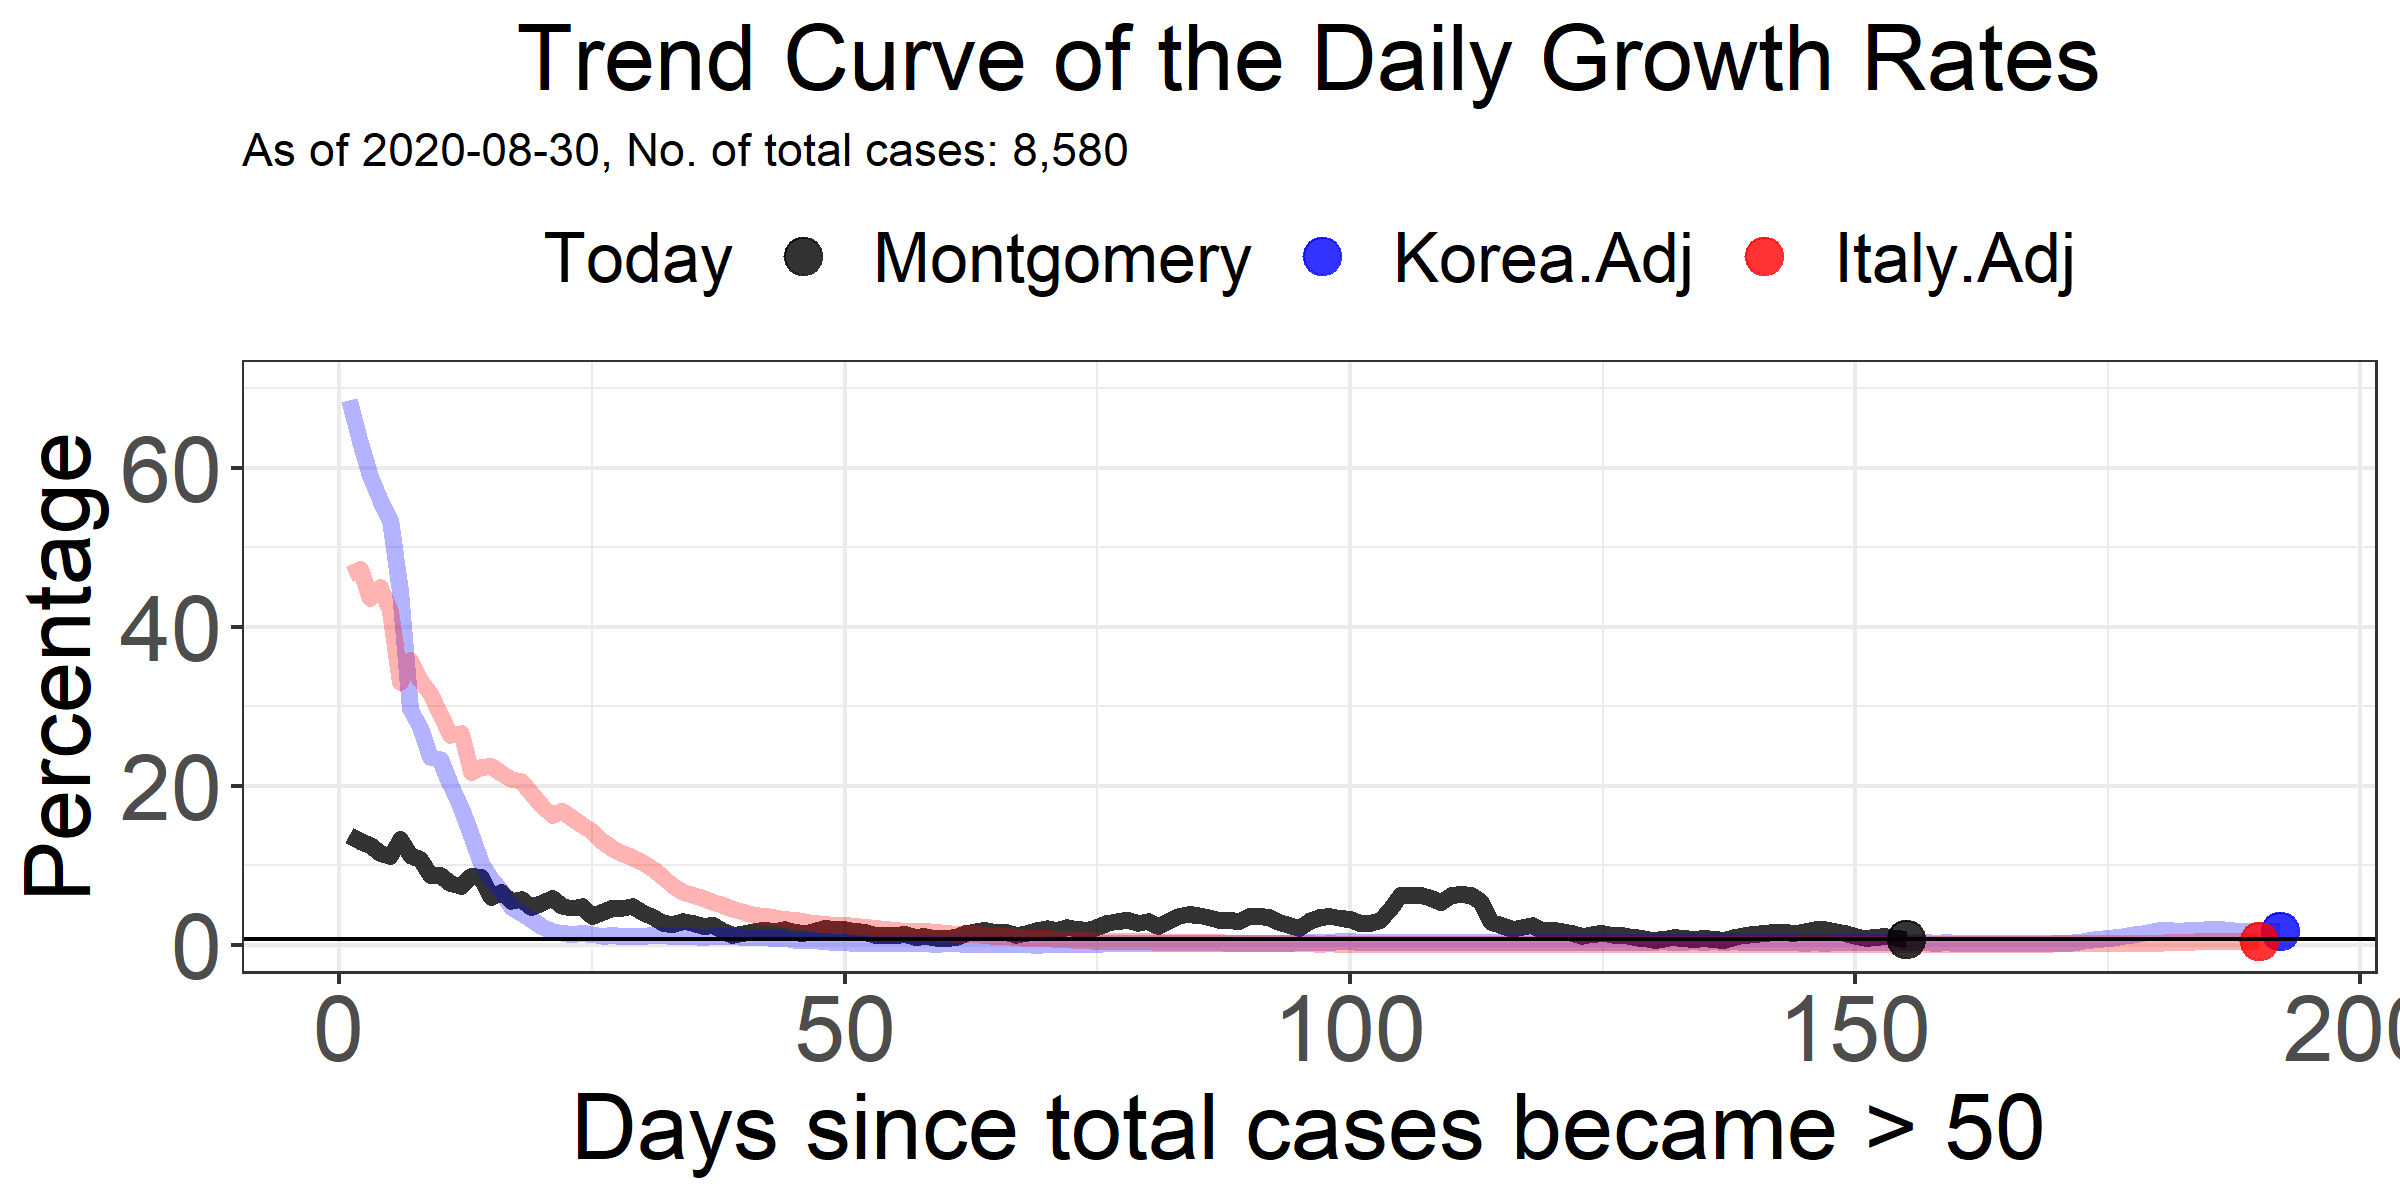 Trend Curve of the Daily Growth Rates
As of 2020-08-30, No. of total cases: 8,580
Today Montgomery Korea.Adj Italy.Adj
Percentage
60
40
20
0
0 50 100 150 200
Days since total cases became > 50